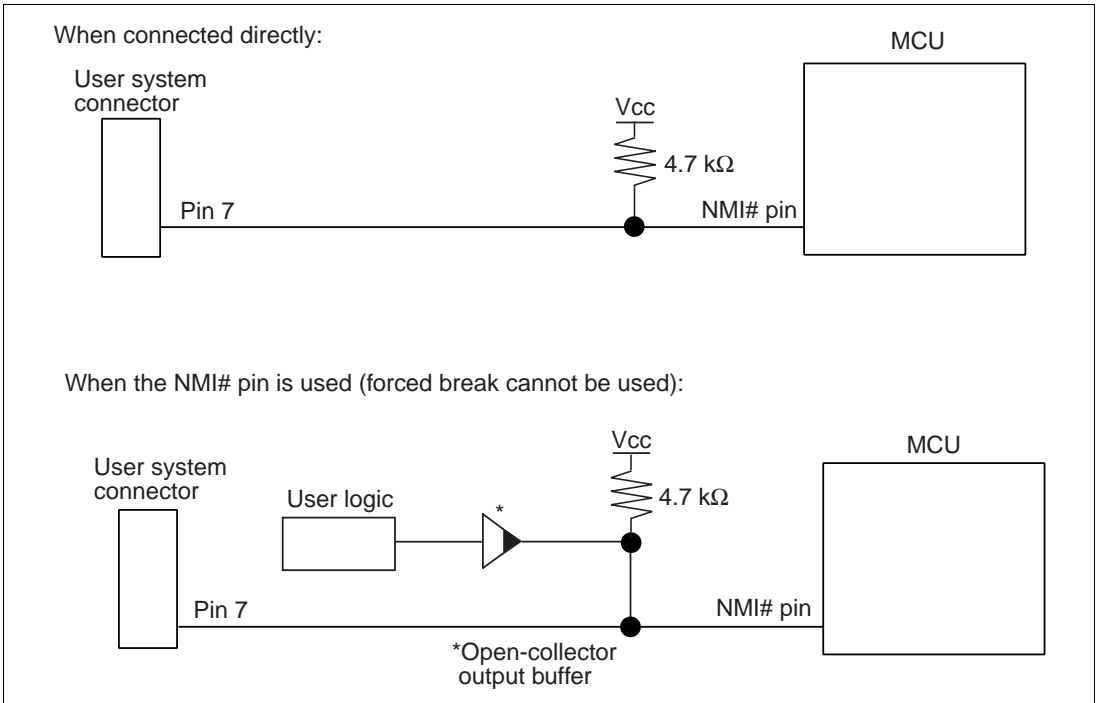 When connected directly:
MCU
User system
connector
Vcc
4.7 kΩ
Pin 7
NMI# pin
When the NMI# pin is used (forced break cannot be used):
Vcc
MCU
User system
connector
User logic
*
4.7 kΩ
Pin 7
NMI# pin
*Open-collector
output buffer